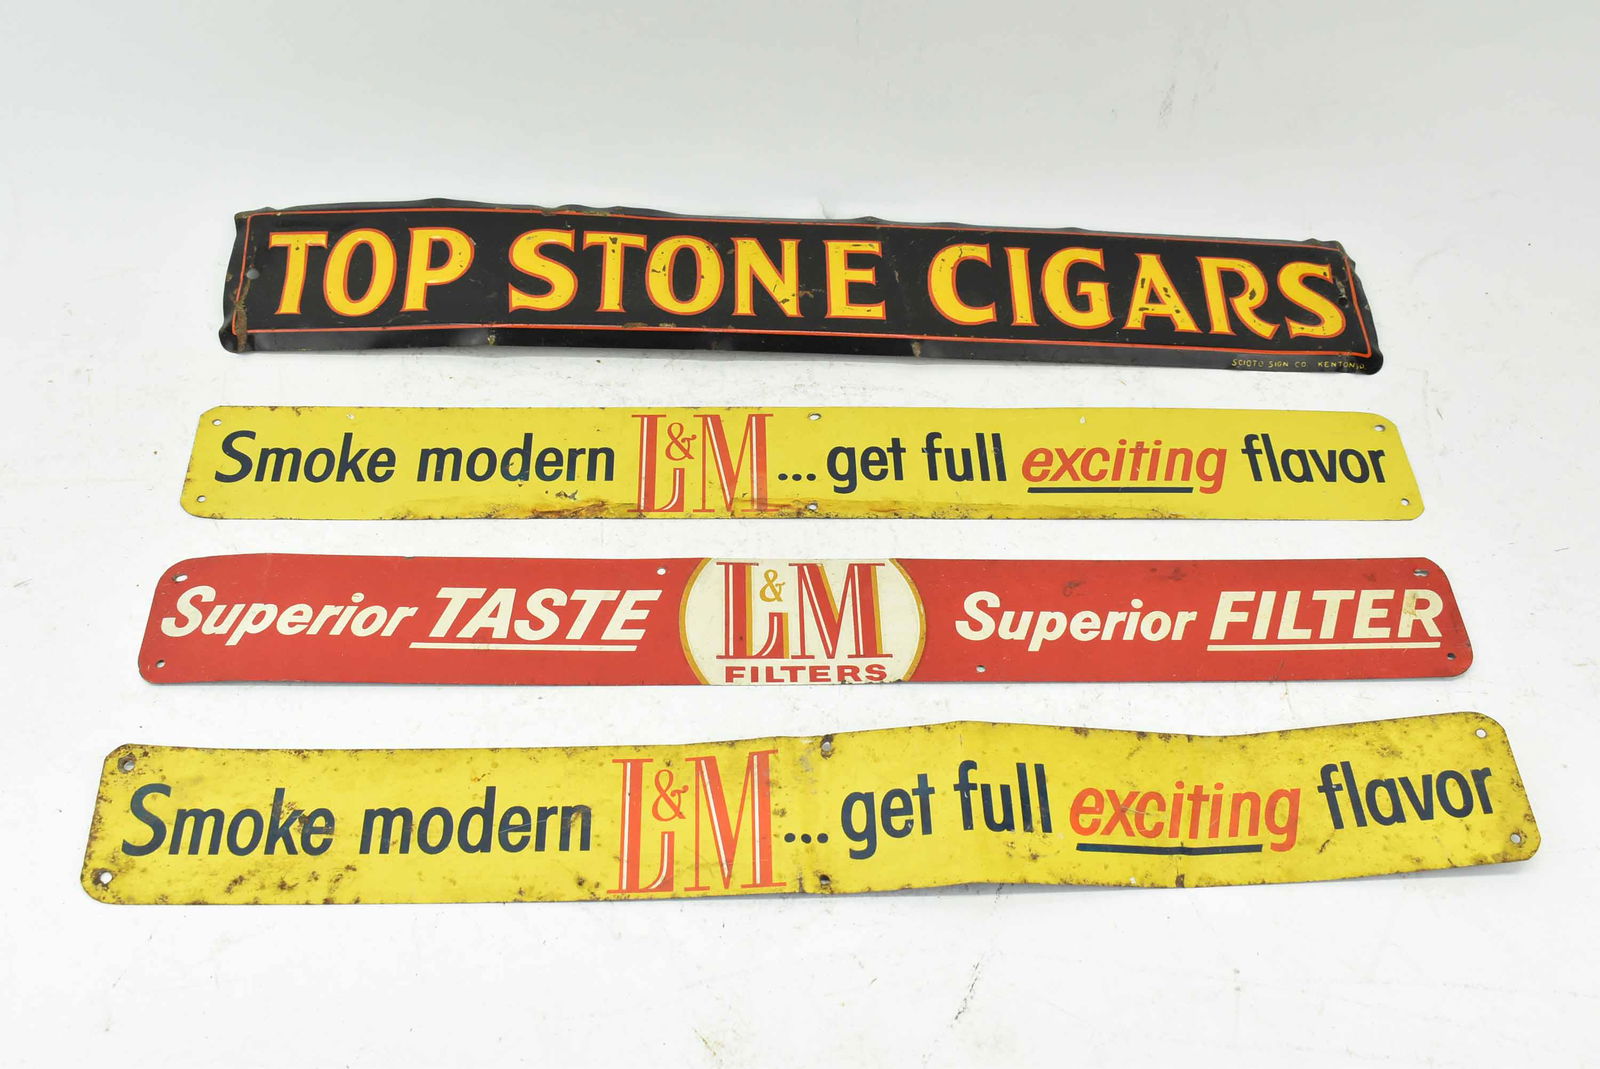 TOP STONE CIGARS
SCIOTO SIGN CO. KENTON, O.
Smoke modern L&M... get full exciting flavor
Superior TASTE L&M FILTERS Superior FILTER
Smoke modern L&M... get full exciting flavor